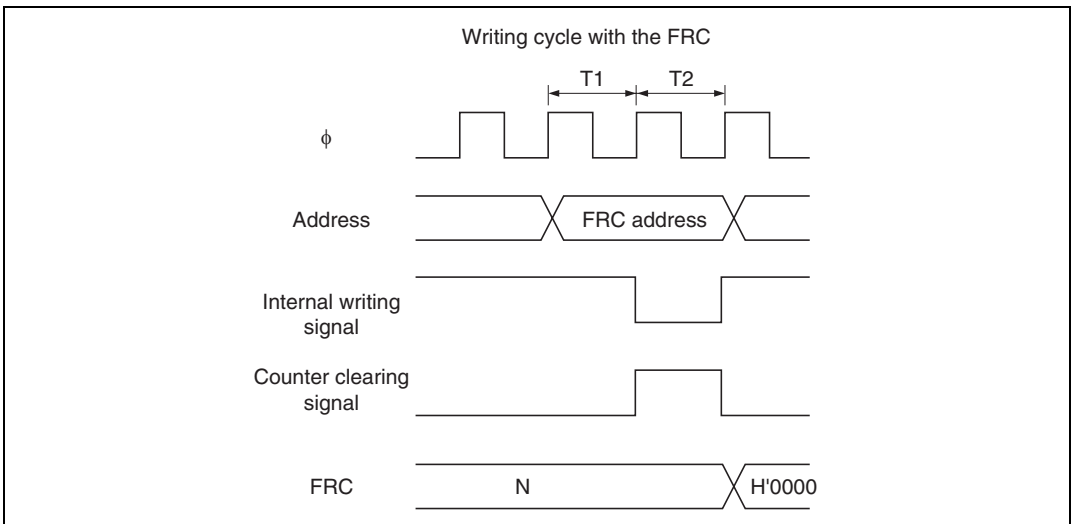 Writing cycle with the FRC
T1 T2
ϕ
Address
FRC address
Internal writing
signal
Counter clearing
signal
FRC
N
H'0000